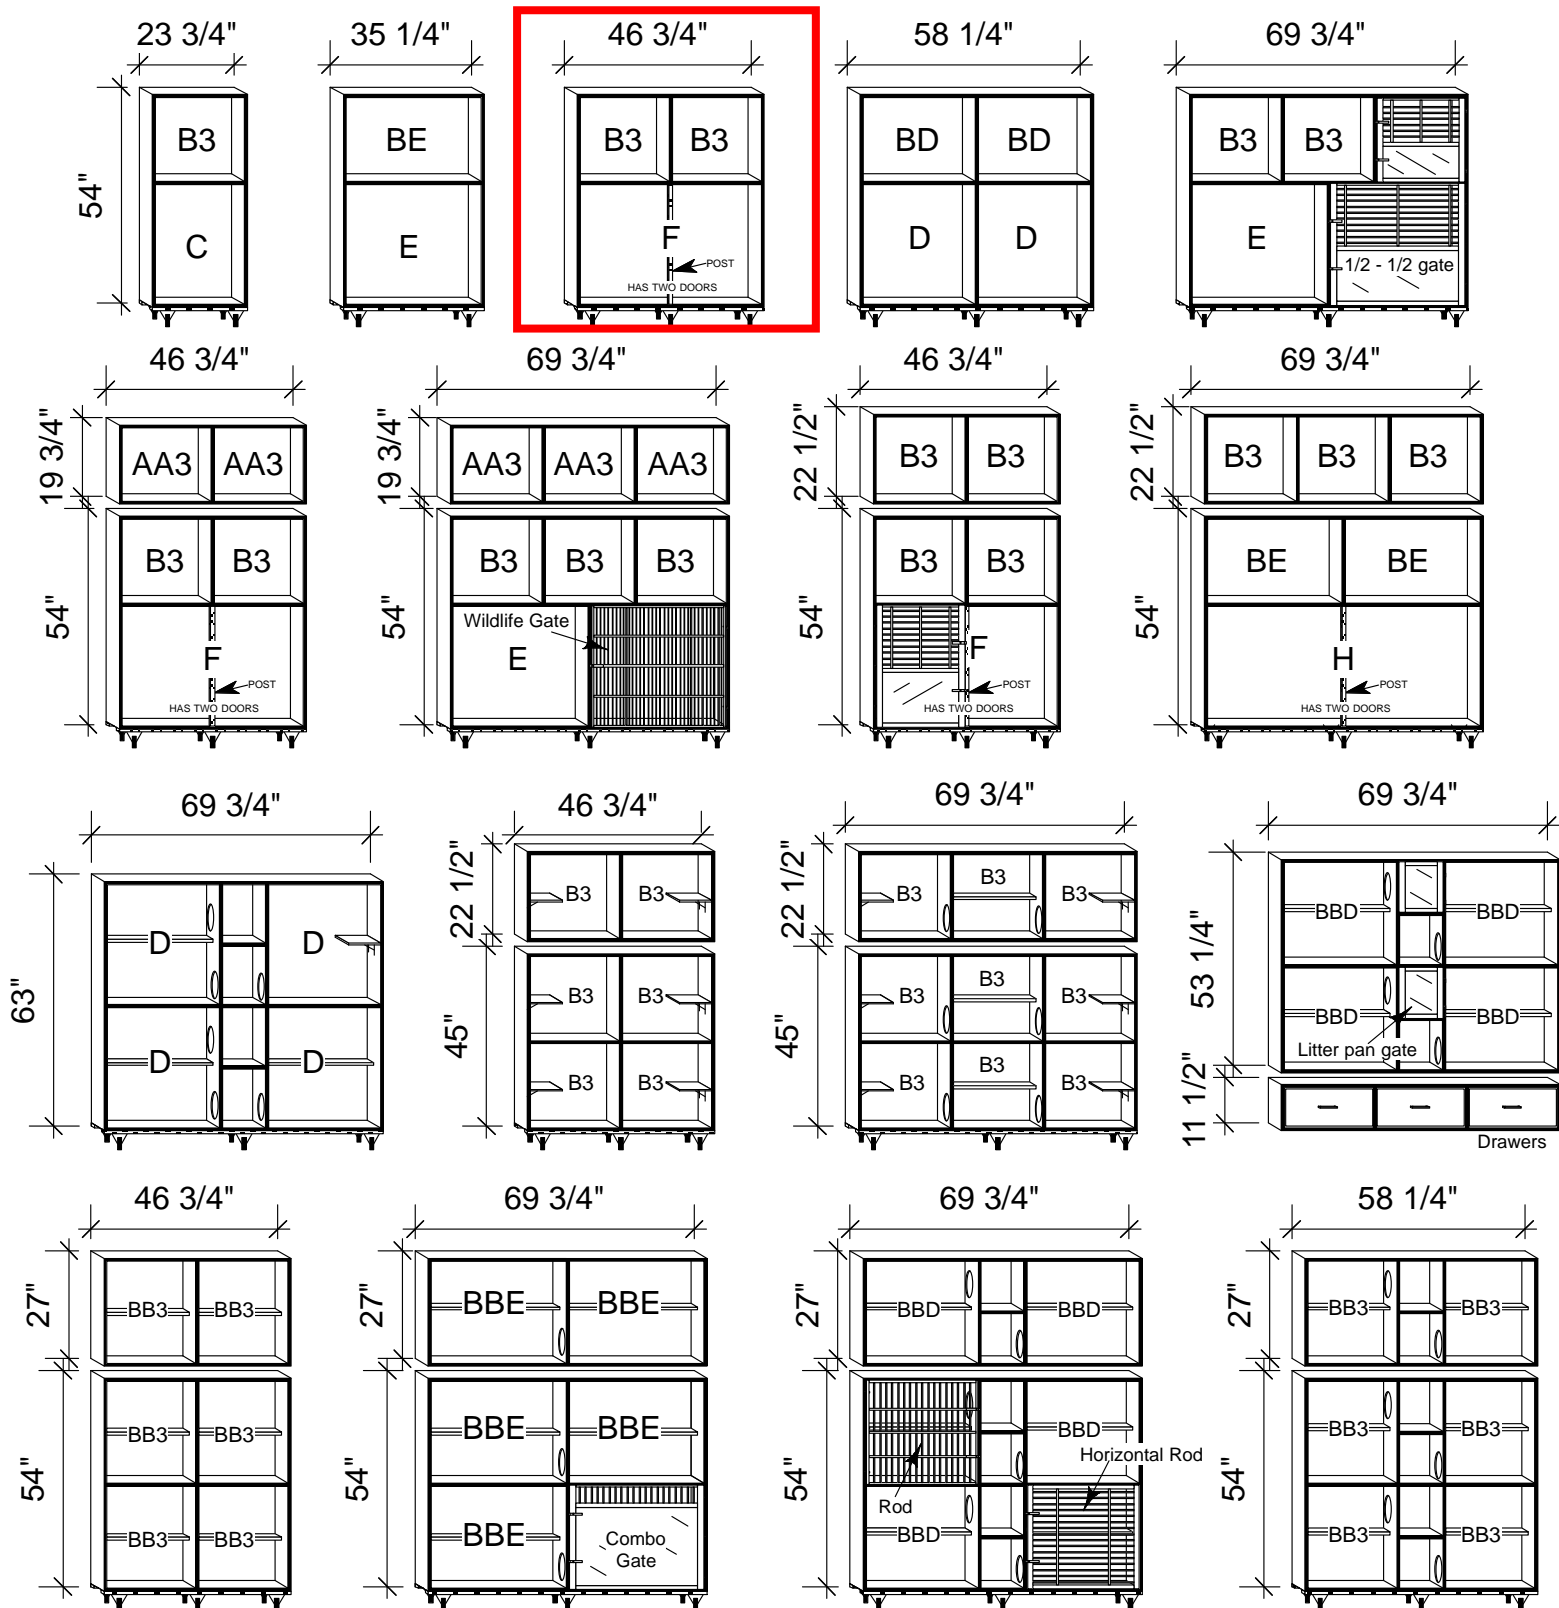 23 3/4"
35 1/4"
46 3/4"
58 1/4"
69 3/4"
54"
B3
C
BE
E
B3 B3
F
POST
HAS TWO DOORS
BD BD
D D
B3 B3
E
1/2 - 1/2 gate
46 3/4"
69 3/4"
46 3/4"
69 3/4"
19 3/4"
AA3 AA3
54"
B3 B3
F
POST
HAS TWO DOORS
19 3/4"
AA3 AA3 AA3
54"
B3 B3 B3
Wildlife Gate
E
22 1/2"
B3 B3
54"
B3 B3
F
POST
HAS TWO DOORS
22 1/2"
B3 B3 B3
54"
BE BE
H
POST
HAS TWO DOORS
69 3/4"
46 3/4"
69 3/4"
69 3/4"
63"
D D
D D
22 1/2"
B3 B3
45"
B3 B3
B3 B3
22 1/2"
B3 B3 B3
45"
B3 B3 B3
B3 B3 B3
53 1/4"
BBD BBD
BBD BBD
Litter pan gate
11 1/2"
Drawers
46 3/4"
69 3/4"
69 3/4"
58 1/4"
27"
BB3 BB3
54"
BB3 BB3
BB3 BB3
27"
BBE BBE
54"
BBE BBE
BBE
Combo
Gate
27"
BBD BBD
54"
BBD
Horizontal Rod
Rod
BBD
27"
BB3 BB3
54"
BB3 BB3
BB3 BB3